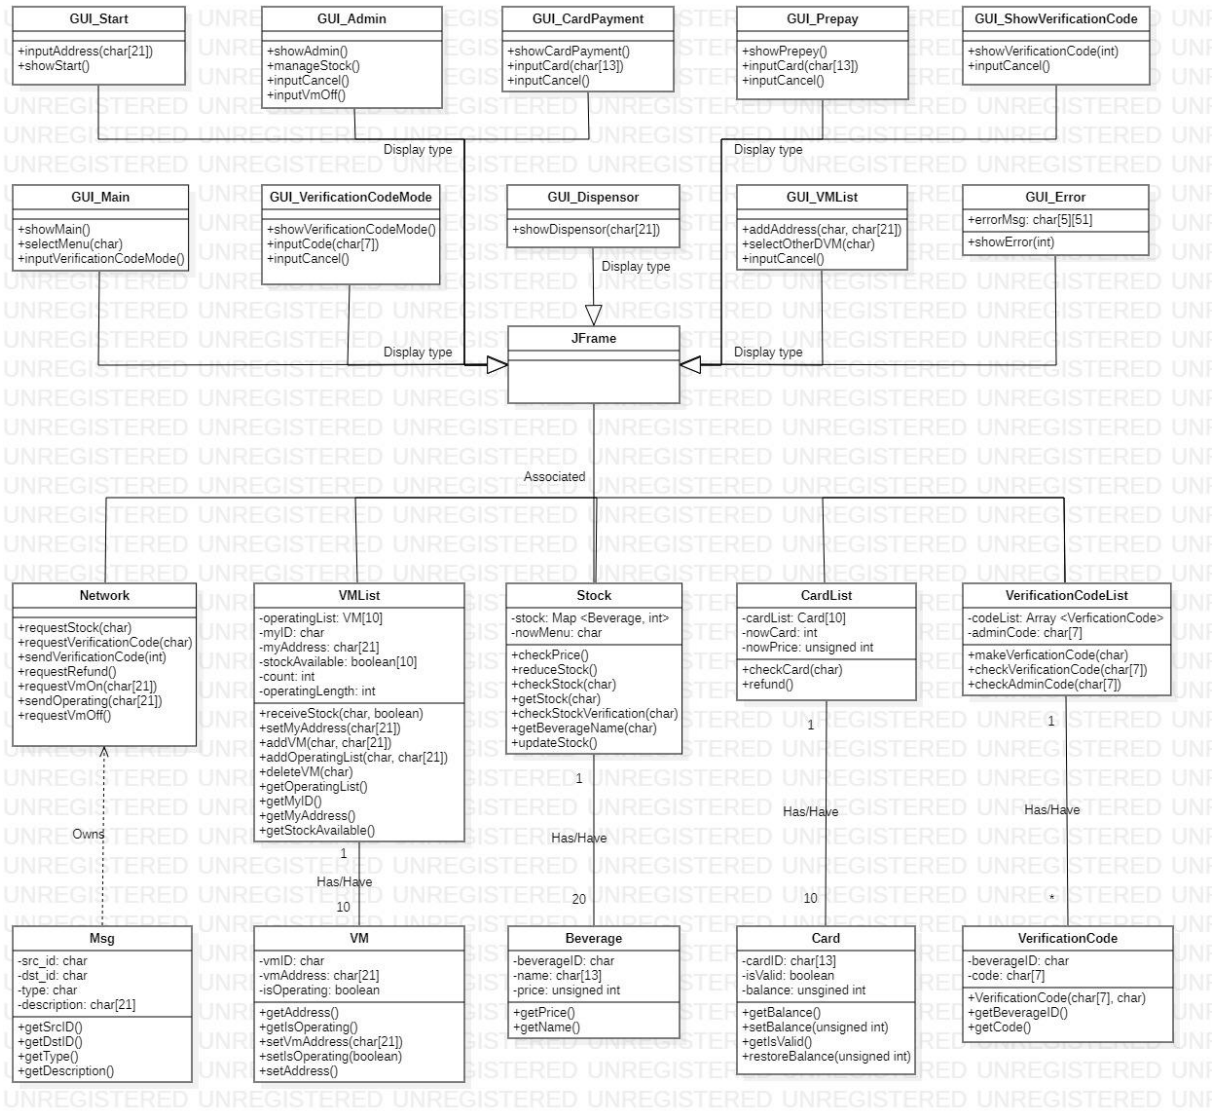 GUI_Start
+inputAddress(char[21])
+showStart()
GUI_Admin
+showAdmin()
+manageStock()
+inputCancel()
+inputVmOff()
GUI_CardPayment
+showCardPayment()
+inputCard(char[13])
+inputCancel()
GUI_Prepay
+showPrepey()
+inputCard(char[13])
+inputCancel()
GUI_ShowVerificationCode
+showVerificationCode(int)
+inputCancel()
Display type
Display type
GUI_Main
+showMain()
+selectMenu(char)
+inputVerificationCodeMode()
GUI_VerificationCodeMode
+showVerificationCodeMode()
+inputCode(char[7])
+inputCancel()
GUI_Dispensor
+showDispensor(char[21])
GUI_VMList
+addAddress(char, char[21])
+selectOtherDVM(char)
+inputCancel()
GUI_Error
+errorMsg: char[5][51]
+showError(int)
Display type
Display type
Display type
JFrame
Associated
Network
+requestStock(char)
+requestVerificationCode(char)
+sendVerificationCode(int)
+requestRefund()
+requestVmOn(char[21])
+sendOperating(char[21])
+requestVmOff()
VMList
-operatingList: VM[10]
-myID: char
-myAddress: char[21]
-stockAvailable: boolean[10]
-count: int
-operatingLength: int
+receiveStock(char, boolean)
+setMyAddress(char[21])
+addVM(char, char[21])
+addOperatingList(char, char[21])
+deleteVM(char)
+getOperatingList()
+getMyID()
+getMyAddress()
+getStockAvailable()
Stock
-stock: Map <Beverage, int>
-nowMenu: char
+checkPrice()
+reduceStock()
+checkStock(char)
+getStock(char)
+checkStockVerification(char)
+getBeverageName(char)
+updateStock()
CardList
-cardList: Card[10]
-nowCard: int
-nowPrice: unsigned int
+checkCard(char)
+refund()
VerificationCodeList
-codeList: Array <VerficationCode>
-adminCode: char[7]
+makeVerficationCode(char)
+checkVerificationCode(char[7])
+checkAdminCode(char[7])
Owns
1
Has/Have
10
1
Has/Have
20
1
Has/Have
10
1
Has/Have
*
Msg
-src_id: char
-dst_id: char
-type: char
-description: char[21]
+getSrcID()
+getDstID()
+getType()
+getDescription()
VM
-vmID: char
-vmAddress: char[21]
-isOperating: boolean
+getAddress()
+getIsOperating()
+setVmAddress(char[21])
+setIsOperating(boolean)
+setAddress()
Beverage
-beverageID: char
-name: char[13]
-price: unsigned int
+getPrice()
+getName()
Card
-cardID: char[13]
-isValid: boolean
-balance: unsgined int
+getBalance()
+setBalance(unsigned int)
+getIsValid()
+restoreBalance(unsigned int)
VerificationCode
-beverageID: char
-code: char[7]
+VerificationCode(char[7], char)
+getBeverageID()
+getCode()